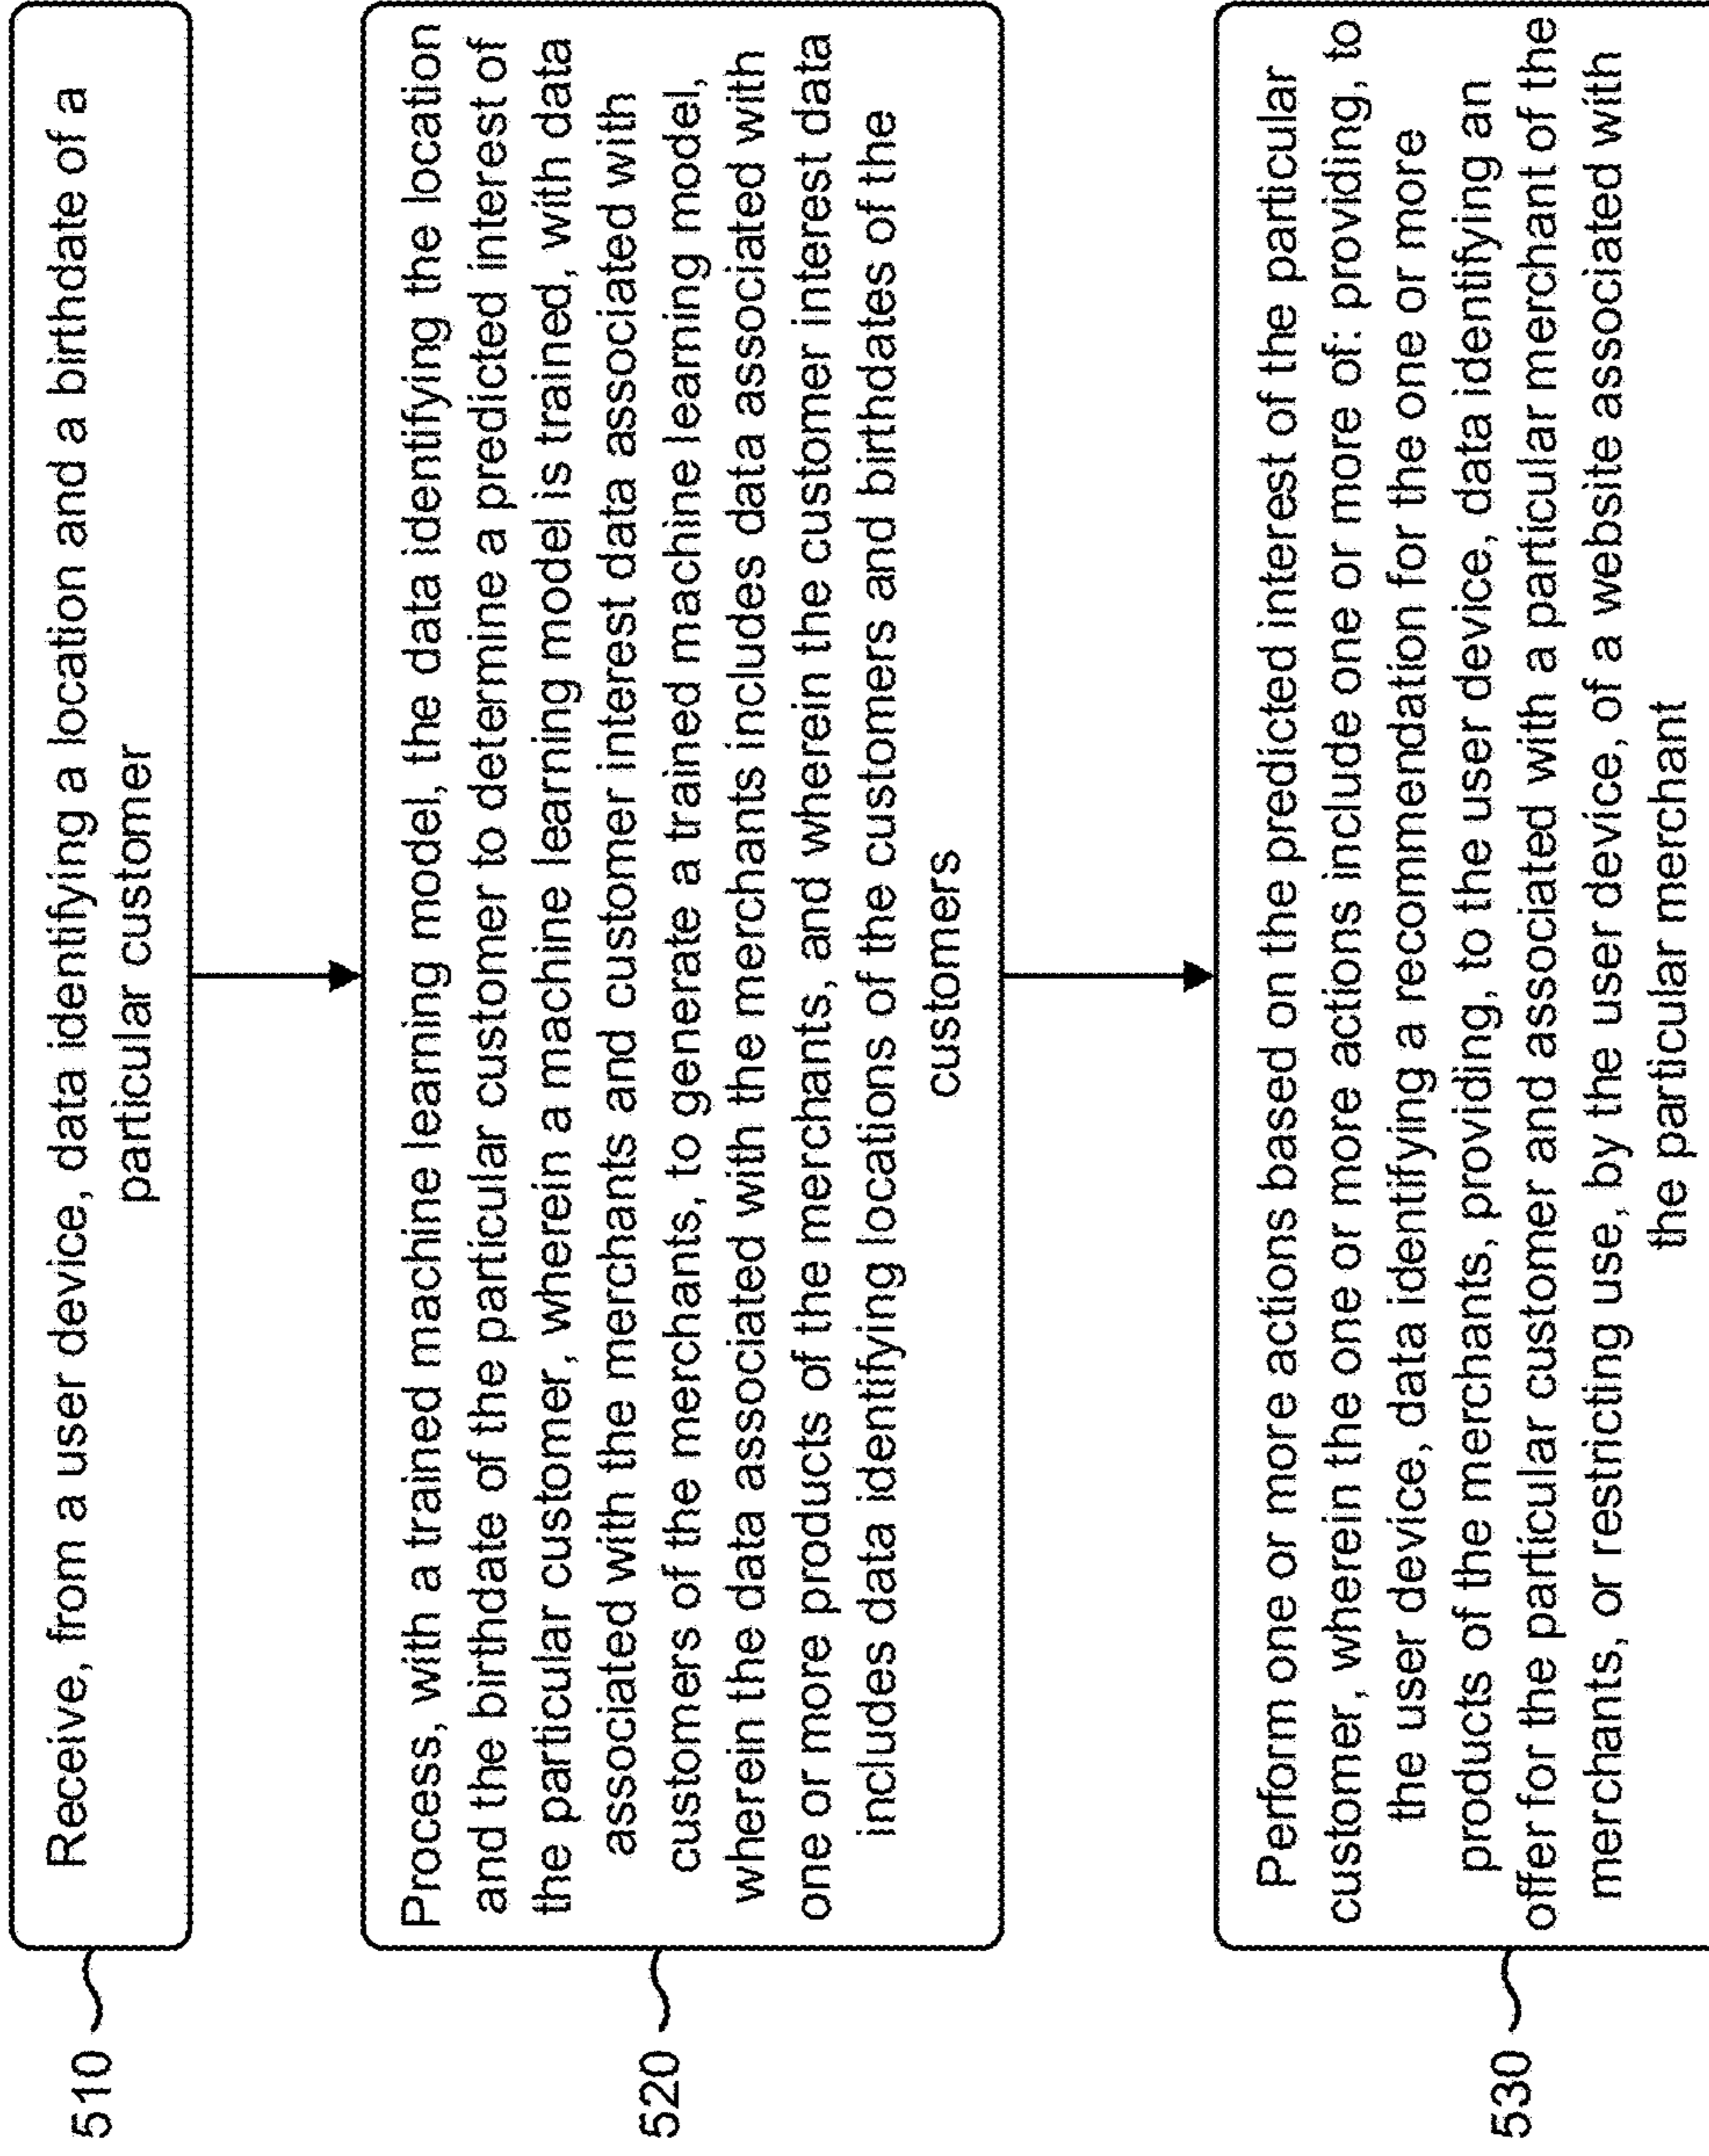 510
Receive, from a user device, data identifying a location and a birthdate of a
particular customer
520
Process, with a trained machine learning model, the data identifying the location
and the birthdate of the particular customer to determine a predicted interest of
the particular customer, wherein a machine learning model is trained, with data
associated with the merchants and customer interest data associated with
customers of the merchants, to generate a trained machine learning model,
wherein the data associated with the merchants includes data associated with
one or more products of the merchants, and wherein the customer interest data
includes data identifying locations of the customers and birthdates of the
customers
530
Perform one or more actions based on the predicted interest of the particular
customer, wherein the one or more actions include one or more of: providing, to
the user device, data identifying a recommendation for the one or more
products of the merchants, providing, to the user device, data identifying an
offer for the particular customer and associated with a particular merchant of the
merchants, or restricting use, by the user device, of a website associated with
the particular merchant